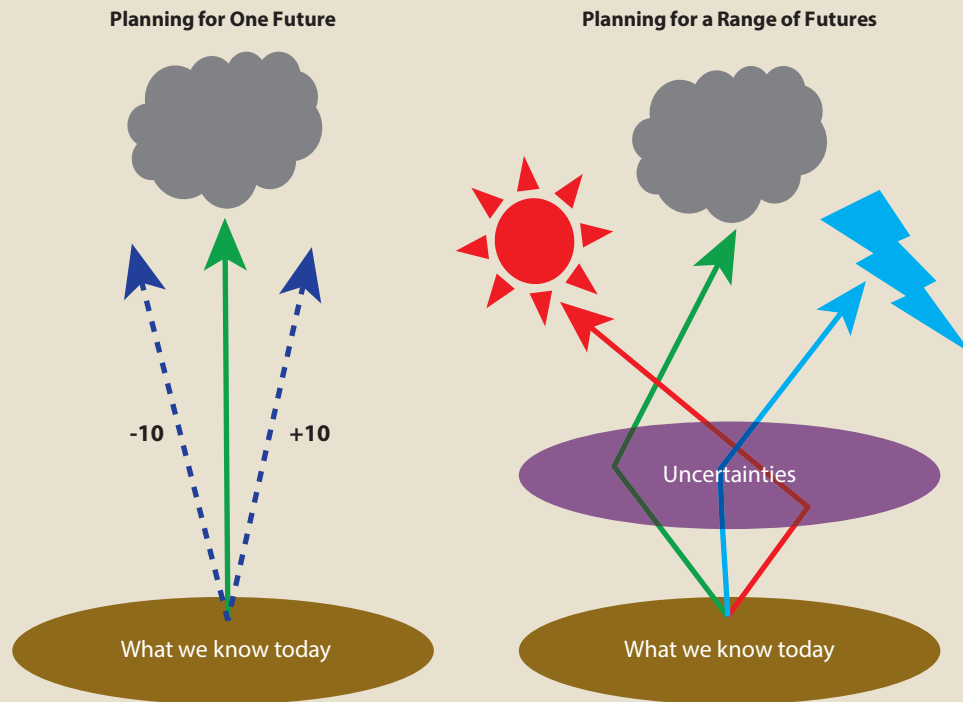 Planning for One Future
-10
+10
What we know today
Planning for a Range of Futures
Uncertainties
What we know today